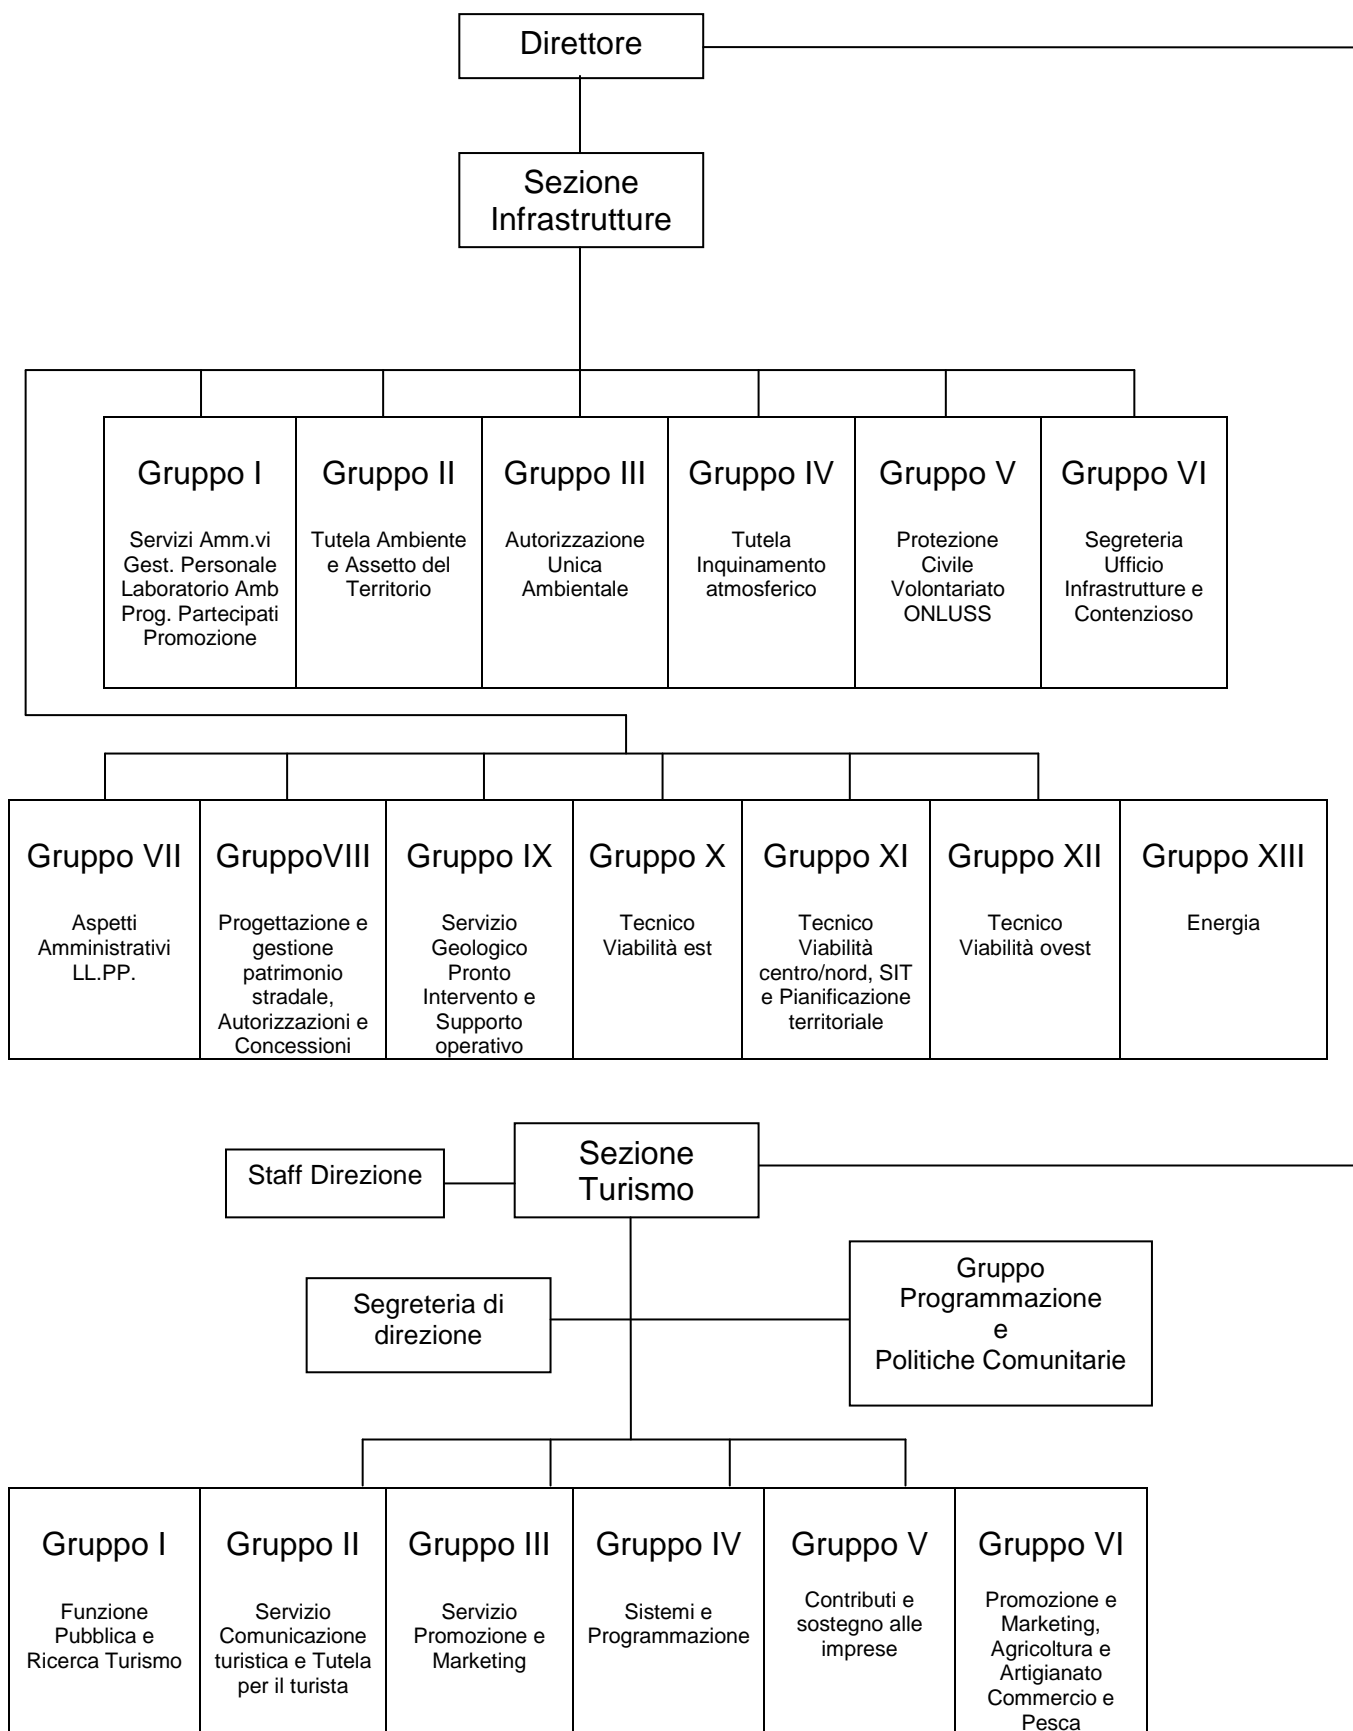 Direttore
Sezione
Infrastrutture
Gruppo I
Servizi Amm.vi
Gest. Personale
Laboratorio Amb
Prog. Partecipati
Promozione
Gruppo II
Tutela Ambiente
e Assetto del
Territorio
Gruppo III
Autorizzazione
Unica
Ambientale
Gruppo IV
Tutela
Inquinamento
atmosferico
Gruppo V
Protezione
Civile
Volontariato
ONLUSS
Gruppo VI
Segreteria
Ufficio
Infrastrutture e
Contenzioso
Gruppo VII
Aspetti
Amministrativi
LL.PP.
GruppoVIII
Progettazione e
gestione
patrimonio
stradale,
Autorizzazioni e
Concessioni
Gruppo IX
Servizio
Geologico
Pronto
Intervento e
Supporto
operativo
Gruppo X
Tecnico
Viabilità est
Gruppo XI
Tecnico
Viabilità
centro/nord, SIT
e Pianificazione
territoriale
Gruppo XII
Tecnico
Viabilità ovest
Gruppo XIII
Energia
Staff Direzione
Sezione
Turismo
Segreteria di
direzione
Gruppo
Programmazione
e
Politiche Comunitarie
Gruppo I
Funzione
Pubblica e
Ricerca Turismo
Gruppo II
Servizio
Comunicazione
turistica e Tutela
per il turista
Gruppo III
Servizio
Promozione e
Marketing
Gruppo IV
Sistemi e
Programmazione
Gruppo V
Contributi e
sostegno alle
imprese
Gruppo VI
Promozione e
Marketing,
Agricoltura e
Artigianato
Commercio e
Pesca